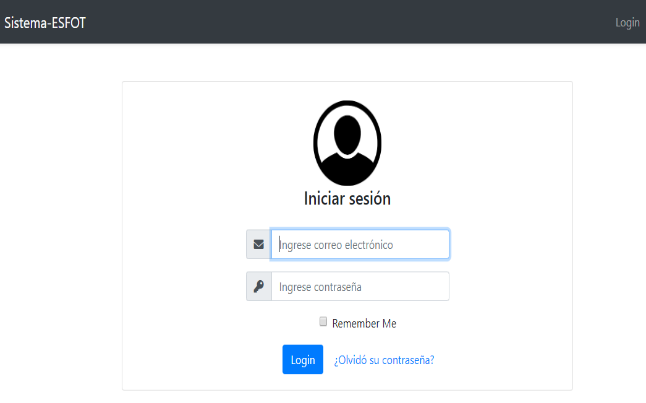 Sistema-ESFOT
Login
Iniciar sesión
Ingrese correo electrónico
Ingrese contraseña
Remember Me
Login
¿Olvidó su contraseña?